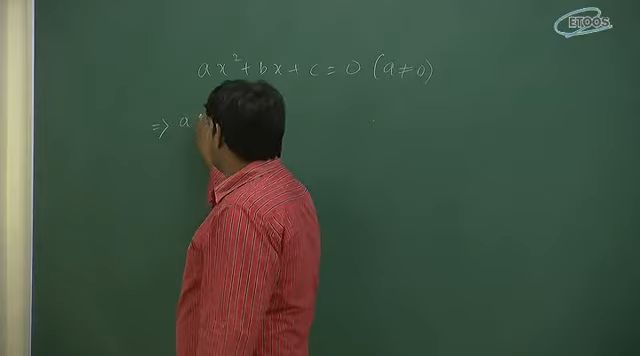 ETOOS
ax² + bx + c = 0 (a ≠ 0)
⇒ a